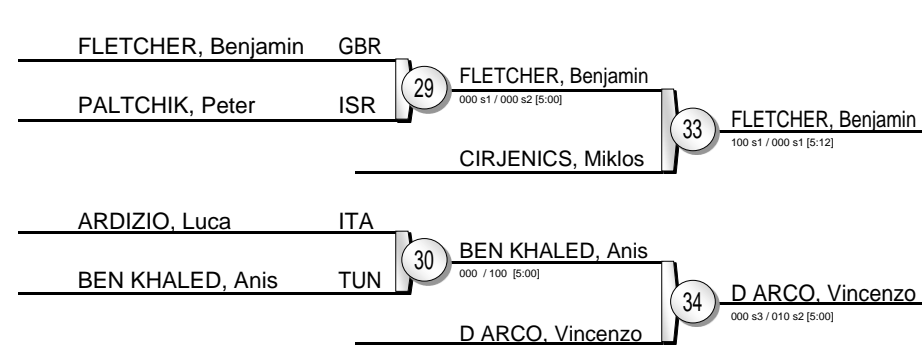 FLETCHER, Benjamin GBR
PALTCHIK, Peter ISR
29
FLETCHER, Benjamin
000 s1 / 000 s2 [5:00]
CIRJENICS, Miklos
33
FLETCHER, Benjamin
100 s1 / 000 s1 [5:12]
ARDIZIO, Luca ITA
BEN KHALED, Anis TUN
30
BEN KHALED, Anis
000 / 100 [5:00]
D ARCO, Vincenzo
34
D ARCO, Vincenzo
000 s3 / 010 s2 [5:00]